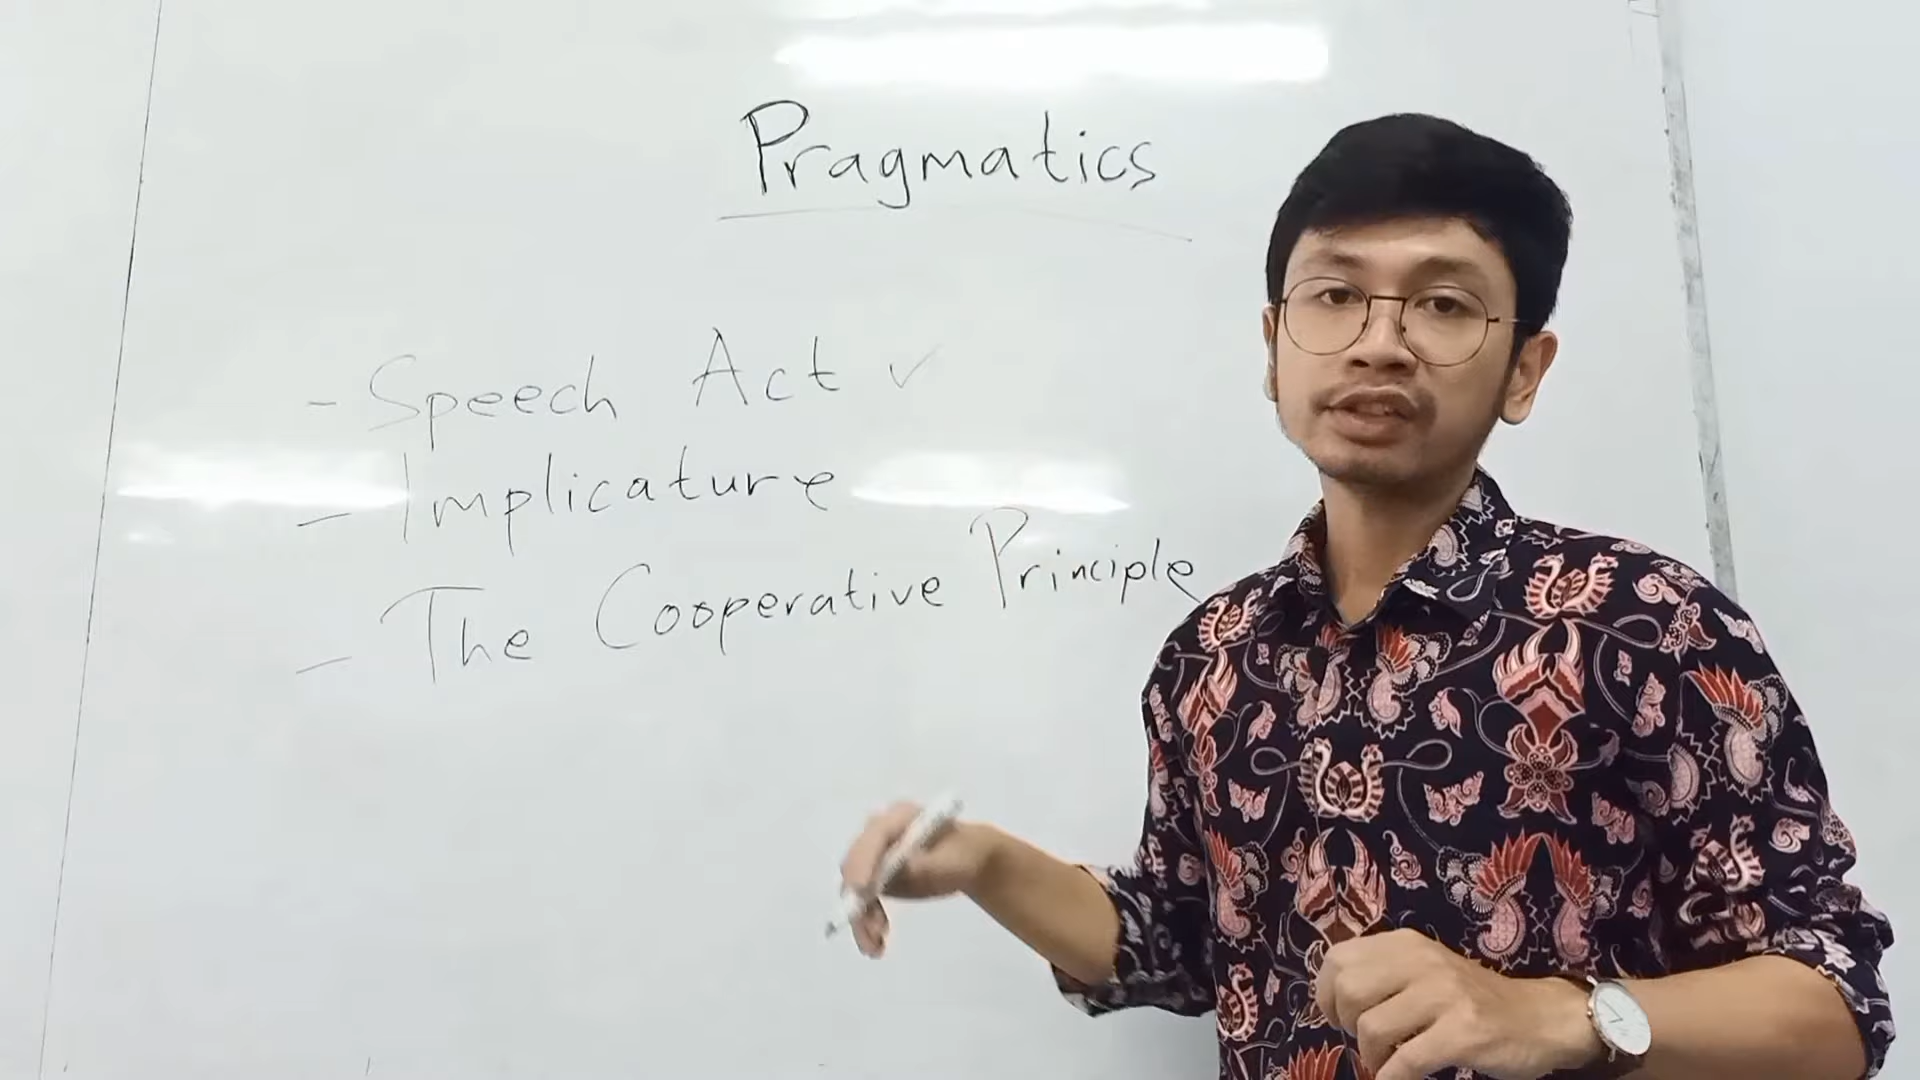 Pragmatics
- Speech Act ✓
- Implicature
- The Cooperative Principle